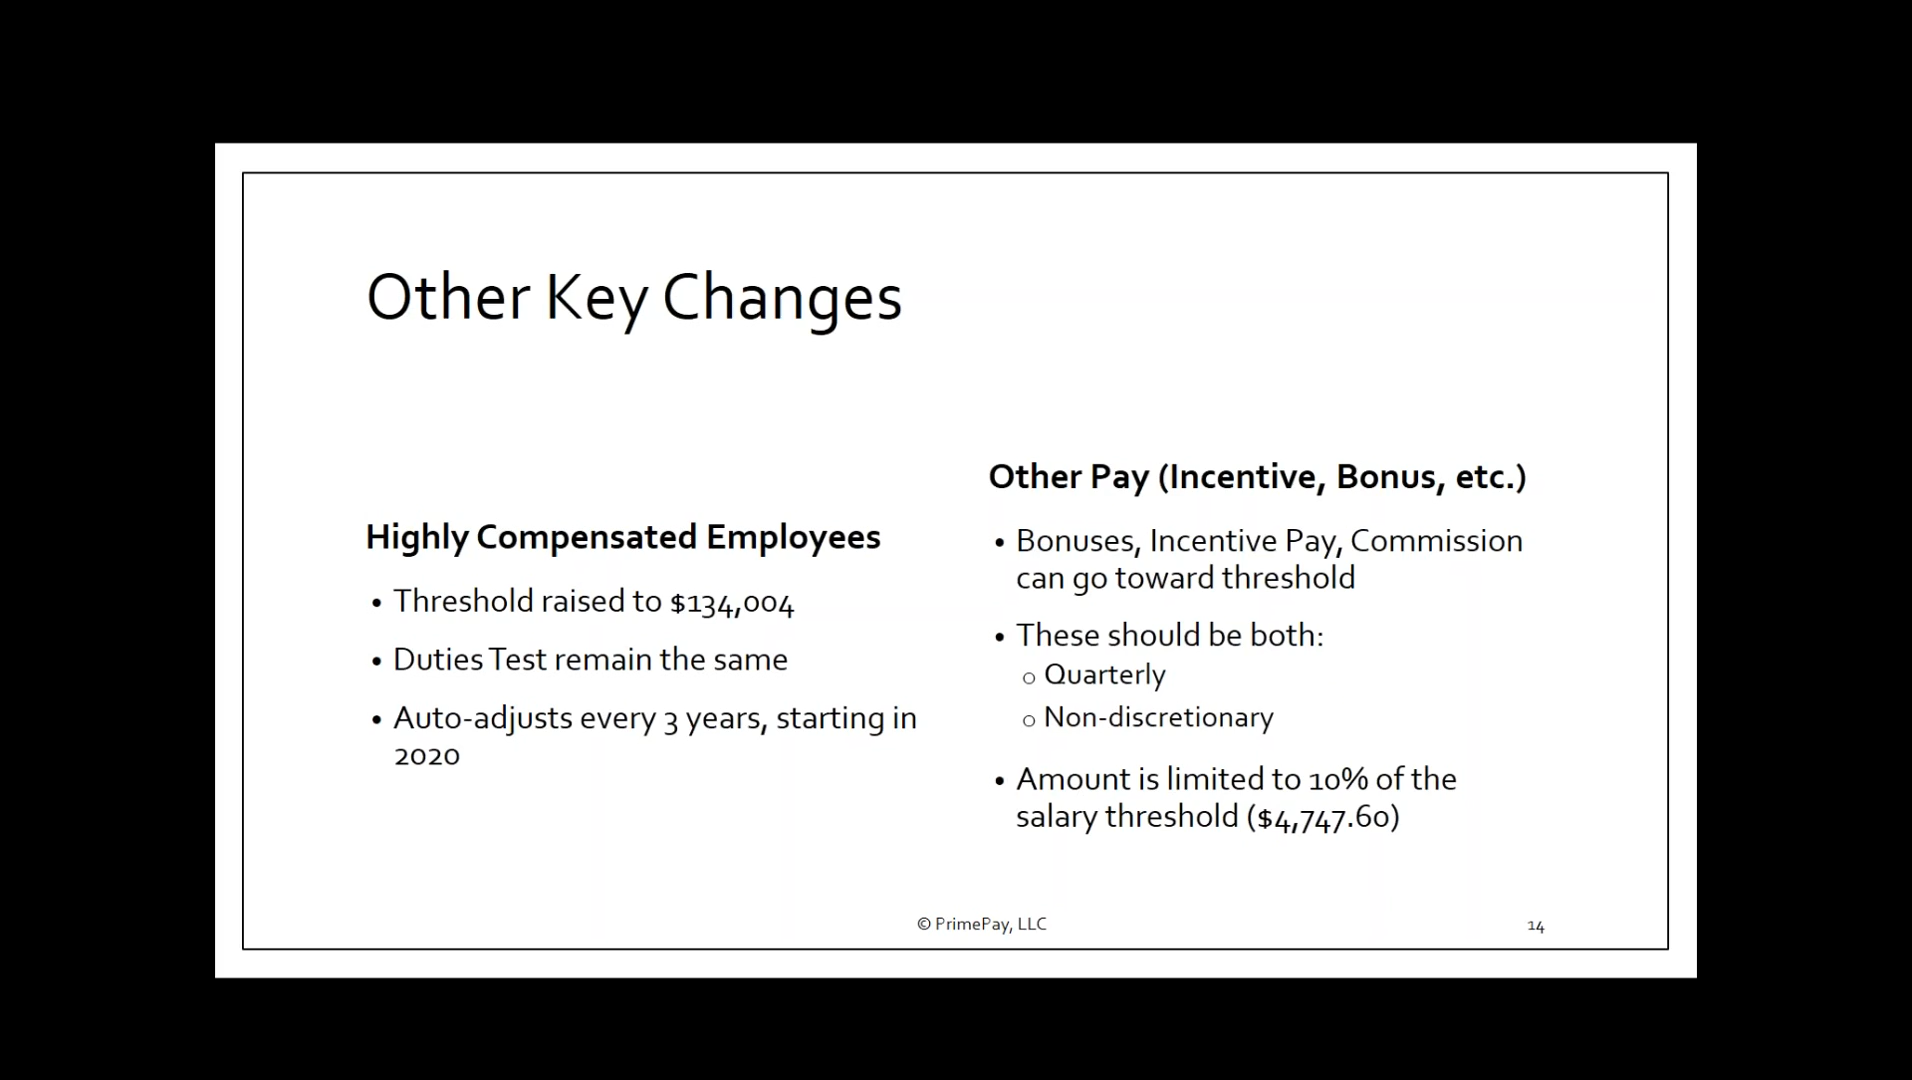 Other Key Changes
Highly Compensated Employees
• Threshold raised to $134,004
• Duties Test remain the same
• Auto-adjusts every 3 years, starting in
2020
Other Pay (Incentive, Bonus, etc.)
• Bonuses, Incentive Pay, Commission
can go toward threshold
• These should be both:
o Quarterly
o Non-discretionary
• Amount is limited to 10% of the
salary threshold ($4,747.60)
© PrimePay, LLC
14